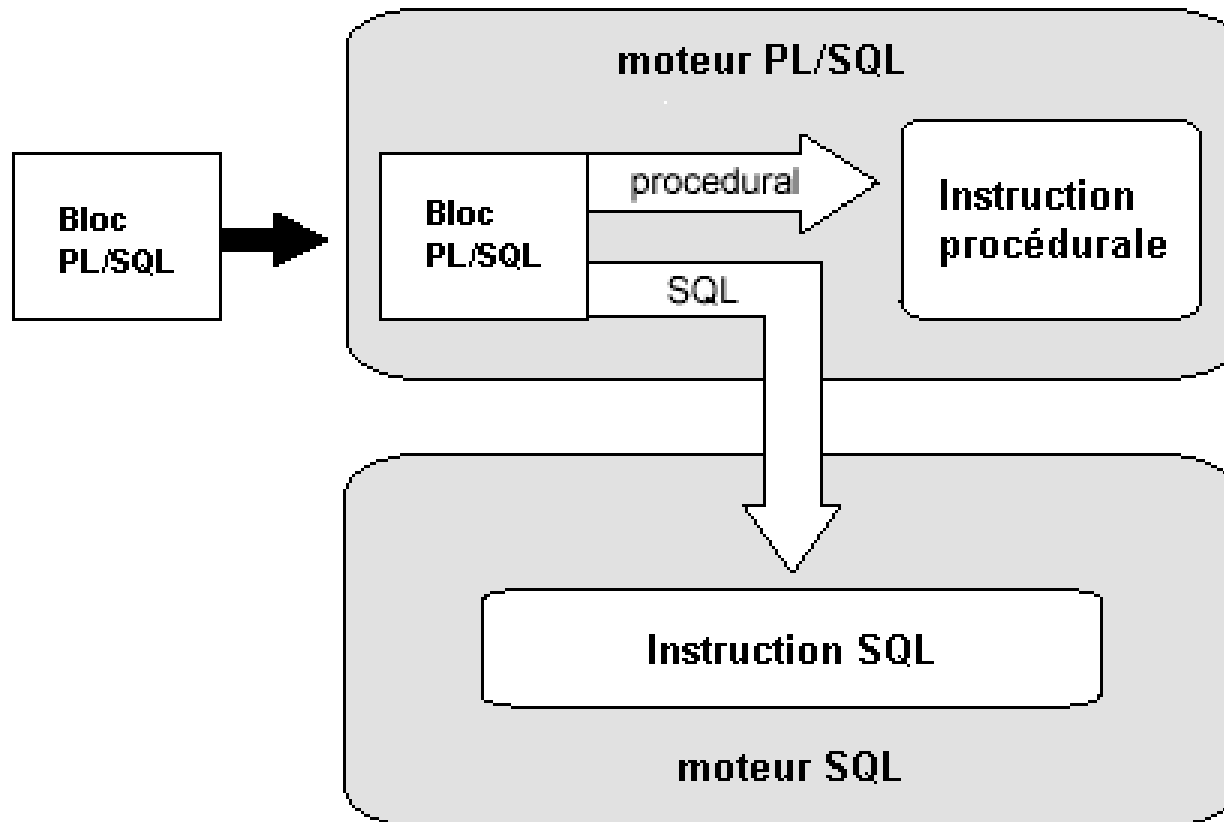 moteur PL/SQL
Bloc
PL/SQL
Bloc
PL/SQL
procedural
SQL
Instruction
procédurale
Instruction SQL
moteur SQL